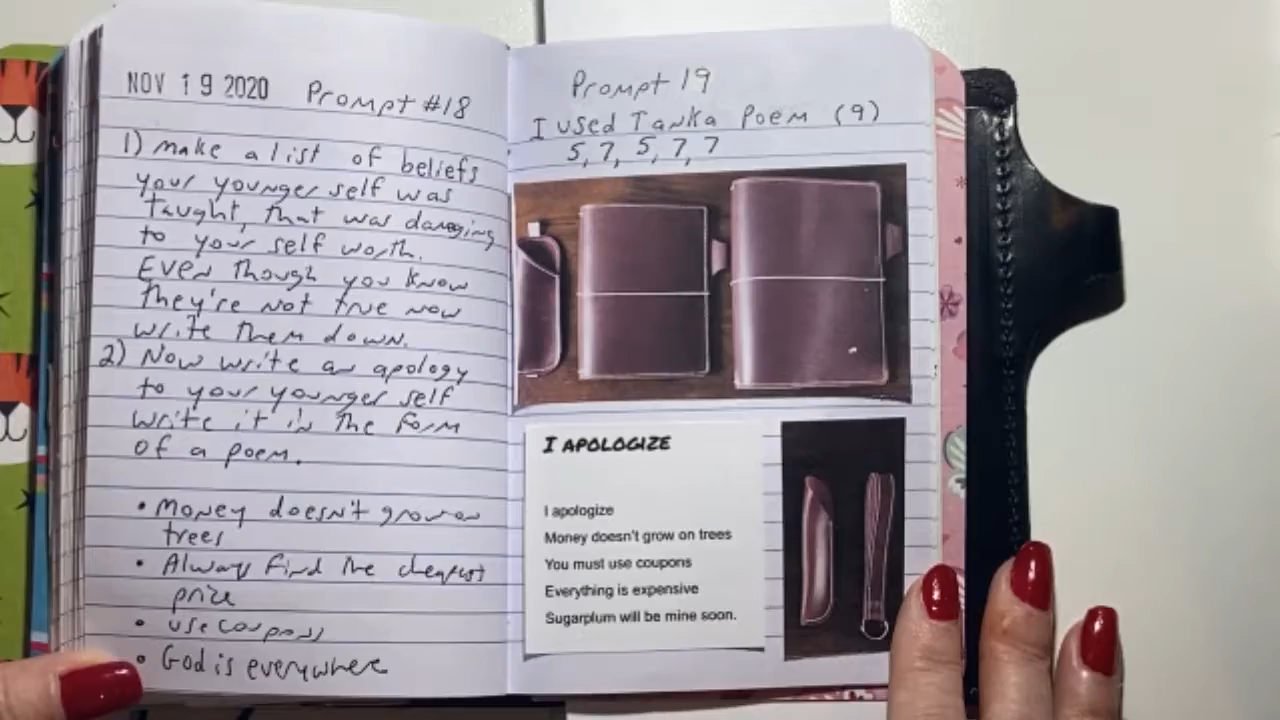 NOV 19 2020 Prompt #18
1) make a list of beliefs
your younger self was
taught, that was damaging
to your self worth.
Even though you know
they're not true now
write them down.
2) Now write an apology
to your younger self
write it in the form
of a poem.
• Money doesn't grow on
trees
• Always find the cheapest
price
• use coupons
• God is everywhere
Prompt 19
I used Tanka Poem (9)
5, 7, 5, 7, 7
I APOLOGIZE
I apologize
Money doesn't grow on trees
You must use coupons
Everything is expensive
Sugarplum will be mine soon.